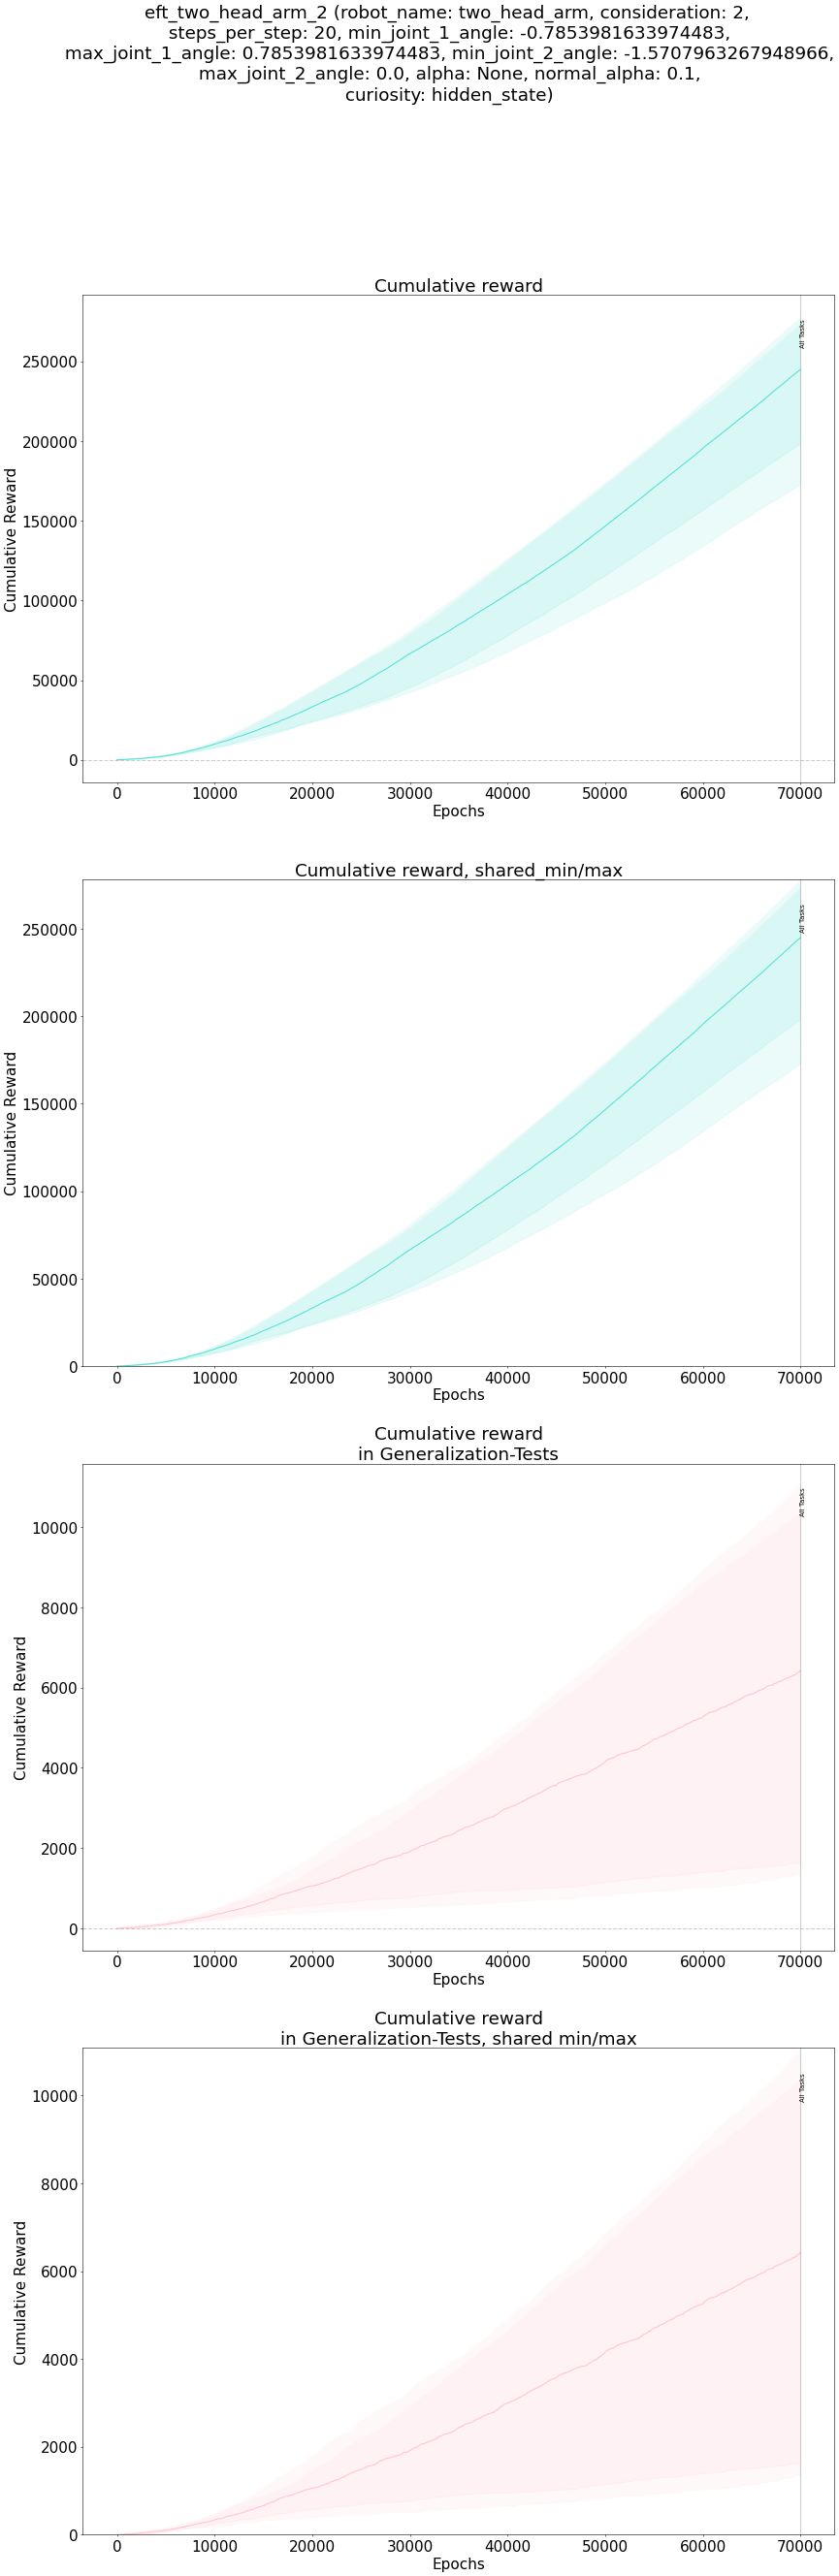 eft_two_head_arm_2 (robot_name: two_head_arm, consideration: 2,
steps_per_step: 20, min_joint_1_angle: -0.7853981633974483,
max_joint_1_angle: 0.7853981633974483, min_joint_2_angle: -1.5707963267948966,
max_joint_2_angle: 0.0, alpha: None, normal_alpha: 0.1,
curiosity: hidden_state)
Cumulative reward
All Tasks
250000
200000
150000
100000
50000
0
Cumulative Reward
0 10000 20000 30000 40000 50000 60000 70000
Epochs
Cumulative reward, shared_min/max
All Tasks
250000
200000
150000
100000
50000
0
Cumulative Reward
0 10000 20000 30000 40000 50000 60000 70000
Epochs
Cumulative reward
in Generalization-Tests
All Tasks
10000
8000
6000
4000
2000
0
Cumulative Reward
0 10000 20000 30000 40000 50000 60000 70000
Epochs
Cumulative reward
in Generalization-Tests, shared min/max
All Tasks
10000
8000
6000
4000
2000
0
Cumulative Reward
0 10000 20000 30000 40000 50000 60000 70000
Epochs